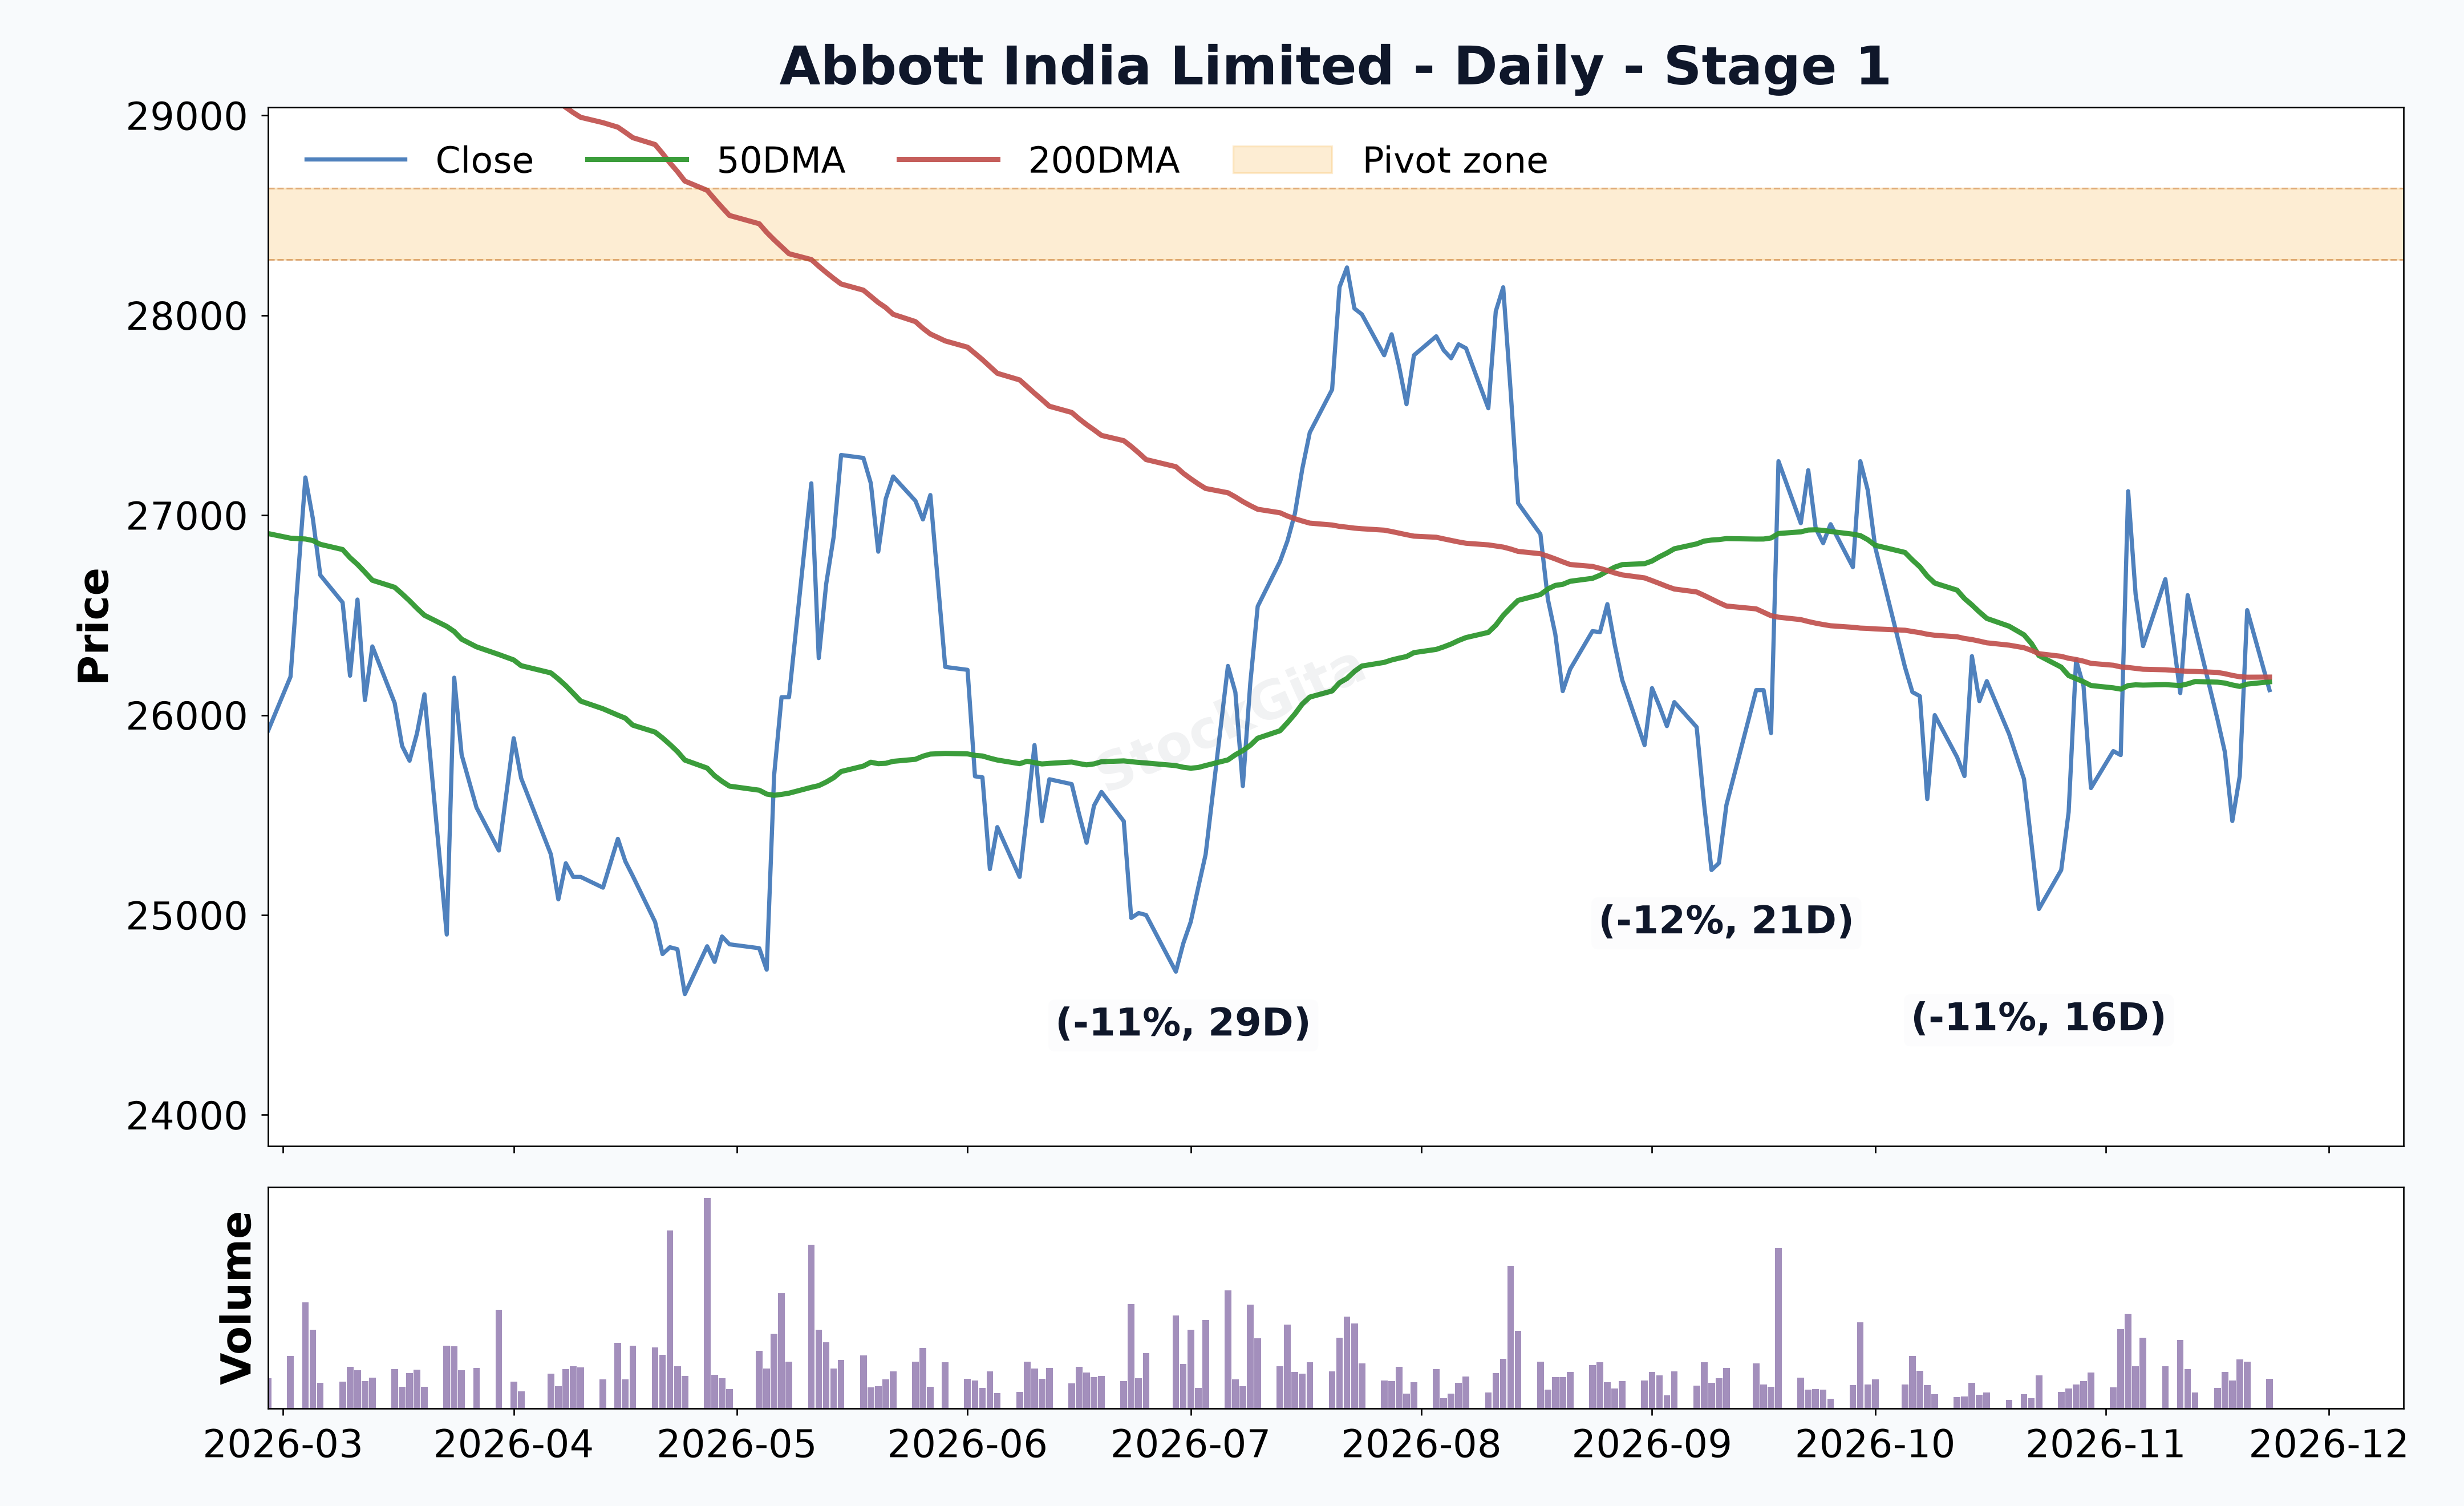 Abbott India Limited - Daily - Stage 1
Close 50DMA 200DMA Pivot zone
29000
28000
27000
26000
25000
24000
Price
StockGita
(-12%, 21D)
(-11%, 29D)
(-11%, 16D)
Volume
2026-03 2026-04 2026-05 2026-06 2026-07 2026-08 2026-09 2026-10 2026-11 2026-12